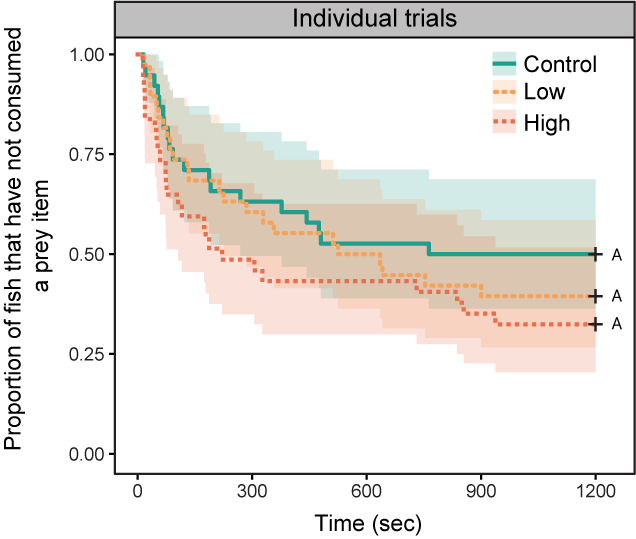 Individual trials
Proportion of fish that have not consumed
a prey item
1.00
0.75
0.50
0.25
0.00
Control
Low
High
A
A
A
0 300 600 900 1200
Time (sec)